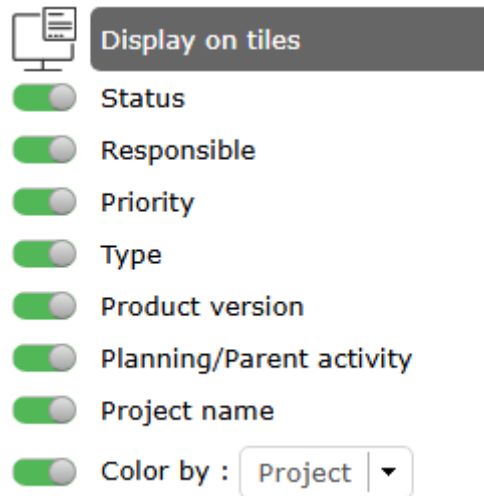 Display on tiles
Status
Responsible
Priority
Type
Product version
Planning/Parent activity
Project name
Color by : Project